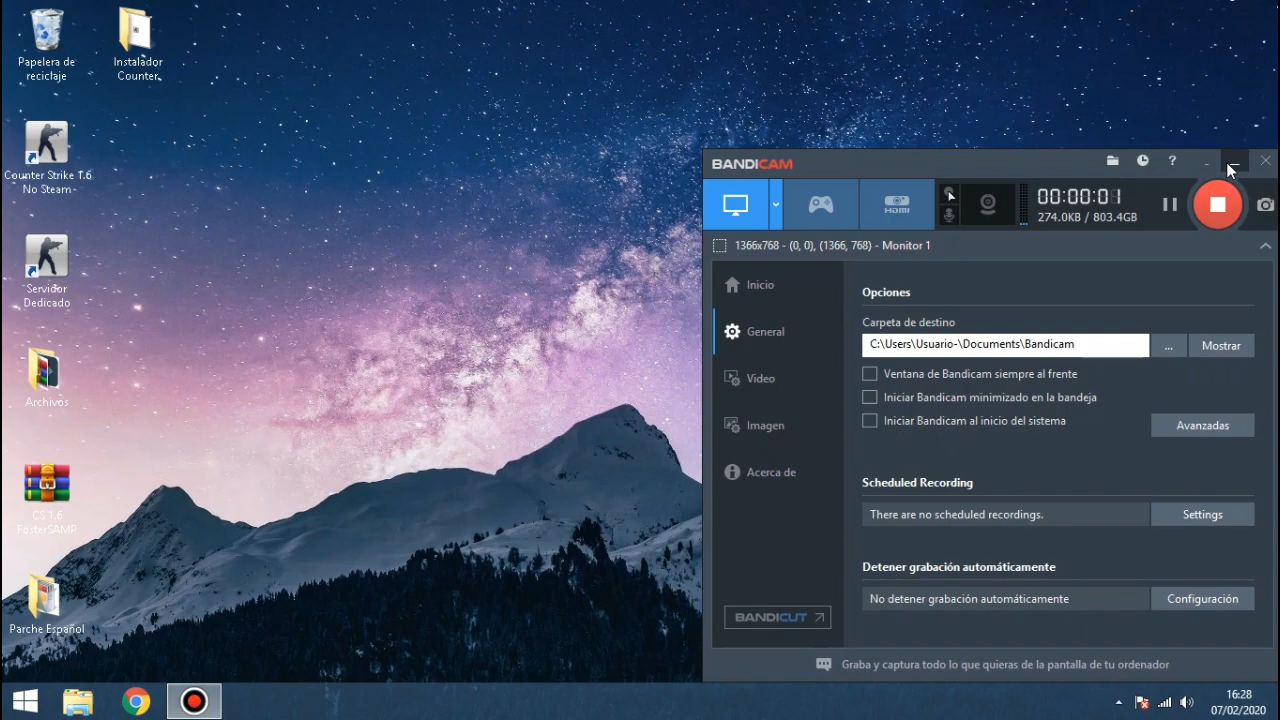 Papelera de
reciclaje
Instalador
Counter
Counter Strike 1.6
No Steam
Servidor
Dedicado
Archivos
CS 1.6
FosterSAMP
Parche Español
BANDICAM
?
HDMI
00:00:01
274.0KB / 803.4GB
1366x768 - (0, 0), (1366, 768) - Monitor 1
Inicio
General
Video
Imagen
Acerca de
BANDICUT
Opciones
Carpeta de destino
C:\Users\Usuario-\Documents\Bandicam
...
Mostrar
Ventana de Bandicam siempre al frente
Iniciar Bandicam minimizado en la bandeja
Iniciar Bandicam al inicio del sistema
Avanzadas
Scheduled Recording
There are no scheduled recordings.
Settings
Detener grabación automáticamente
No detener grabación automáticamente
Configuración
Graba y captura todo lo que quieras de la pantalla de tu ordenador
16:28
07/02/2020